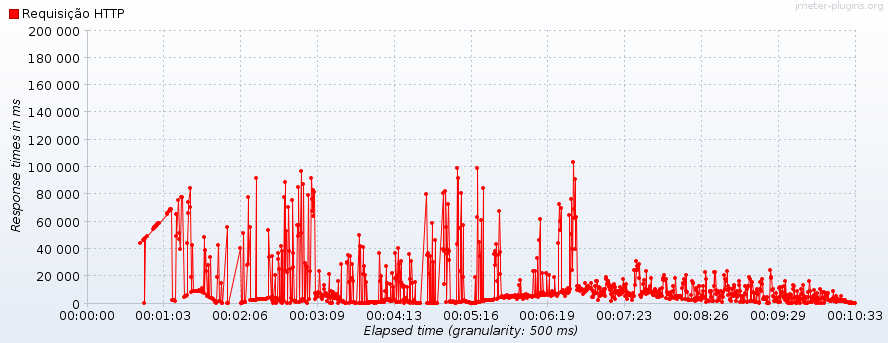 jmeter-plugins.org
Requisição HTTP
200 000
180 000
160 000
140 000
120 000
100 000
80 000
60 000
40 000
20 000
0
Response times in ms
00:00:00 00:01:03 00:02:06 00:03:09 00:04:13 00:05:16 00:06:19 00:07:23 00:08:26 00:09:29 00:10:33
Elapsed time (granularity: 500 ms)